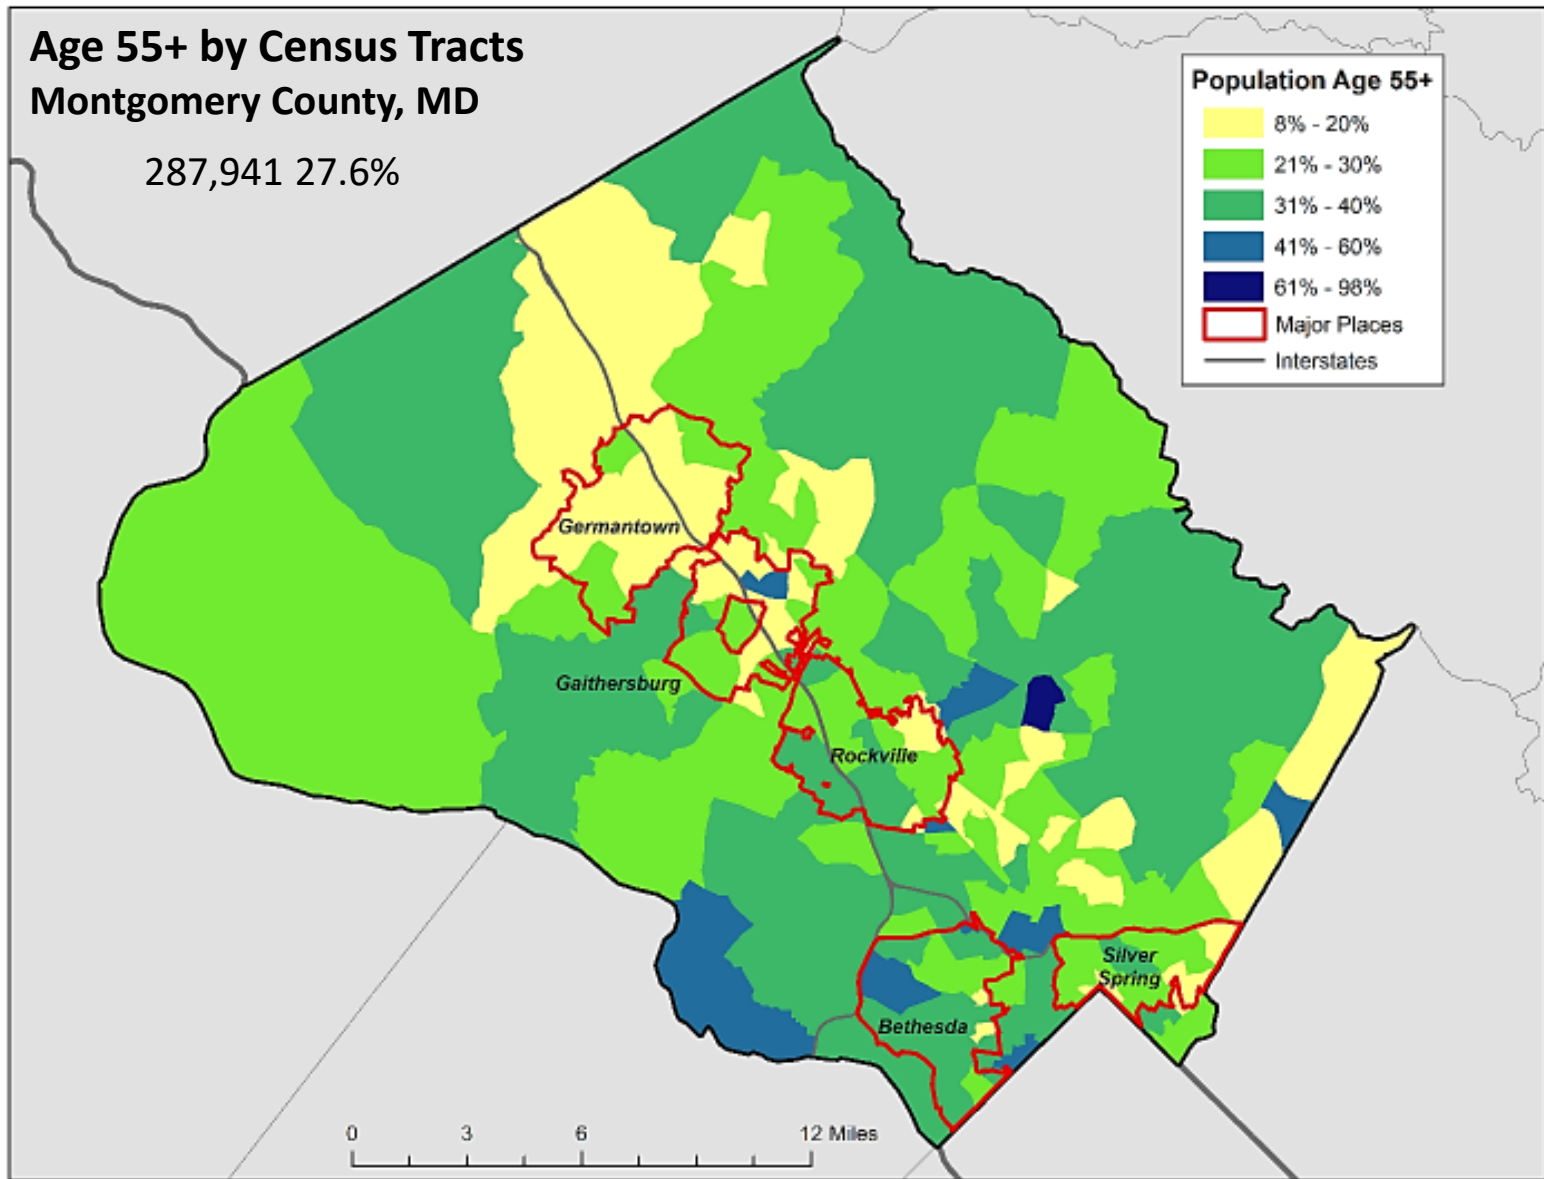 Age 55+ by Census Tracts
Montgomery County, MD
287,941 27.6%
Population Age 55+
8% - 20%
21% - 30%
31% - 40%
41% - 60%
61% - 98%
Major Places
Interstates
Germantown
Gaithersburg
Rockville
Silver
Spring
Bethesda
0 3 6 12 Miles